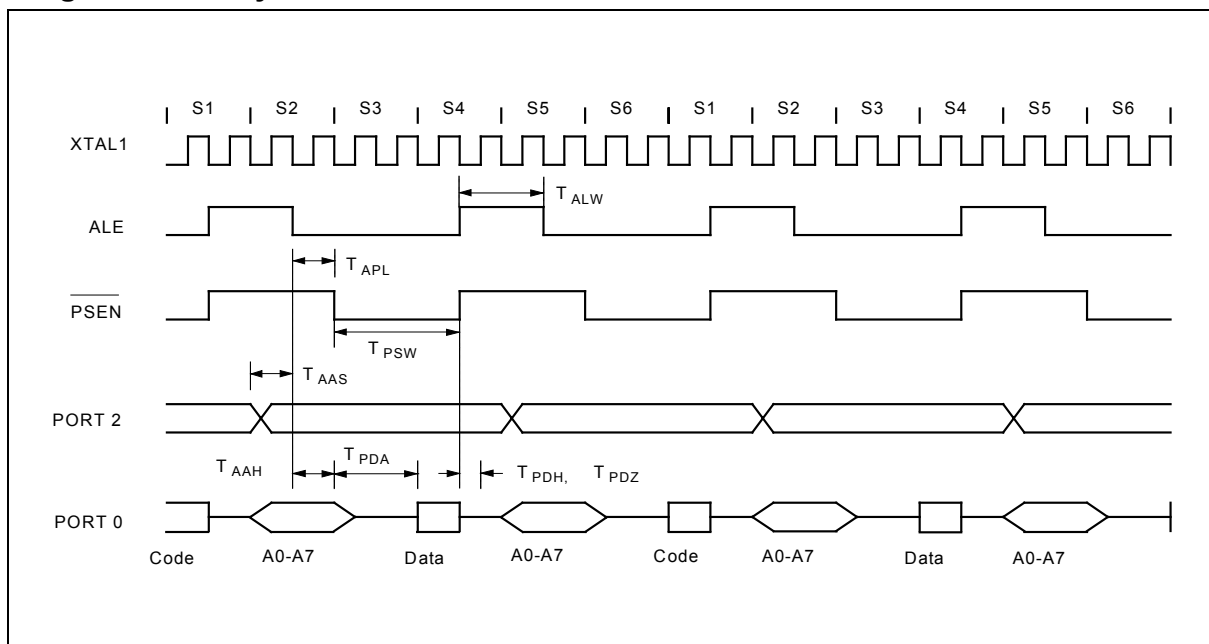 S1 S2 S3 S4 S5 S6 S1 S2 S3 S4 S5 S6
XTAL1
T ALW
ALE
T APL
PSEN
T PSW
T AAS
PORT 2
T AAH T PDA T PDH, T PDZ
PORT 0
Code A0-A7 Data A0-A7 Code A0-A7 Data A0-A7